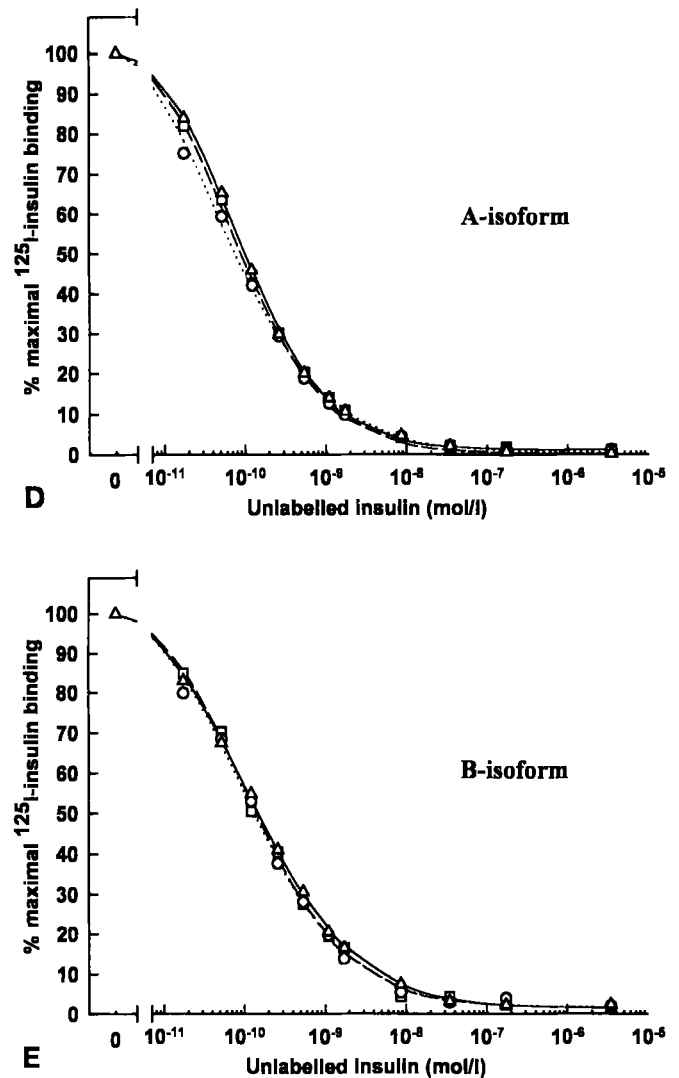 100
90
80
70
60
50
40
30
20
10
0
% maximal ¹²⁵I-insulin binding
A-isoform
0 10⁻¹¹ 10⁻¹⁰ 10⁻⁹ 10⁻⁸ 10⁻⁷ 10⁻⁶ 10⁻⁵
Unlabelled insulin (mol/l)
D
100
90
80
70
60
50
40
30
20
10
0
% maximal ¹²⁵I-insulin binding
B-isoform
0 10⁻¹¹ 10⁻¹⁰ 10⁻⁹ 10⁻⁸ 10⁻⁷ 10⁻⁶ 10⁻⁵
Unlabelled insulin (mol/l)
E